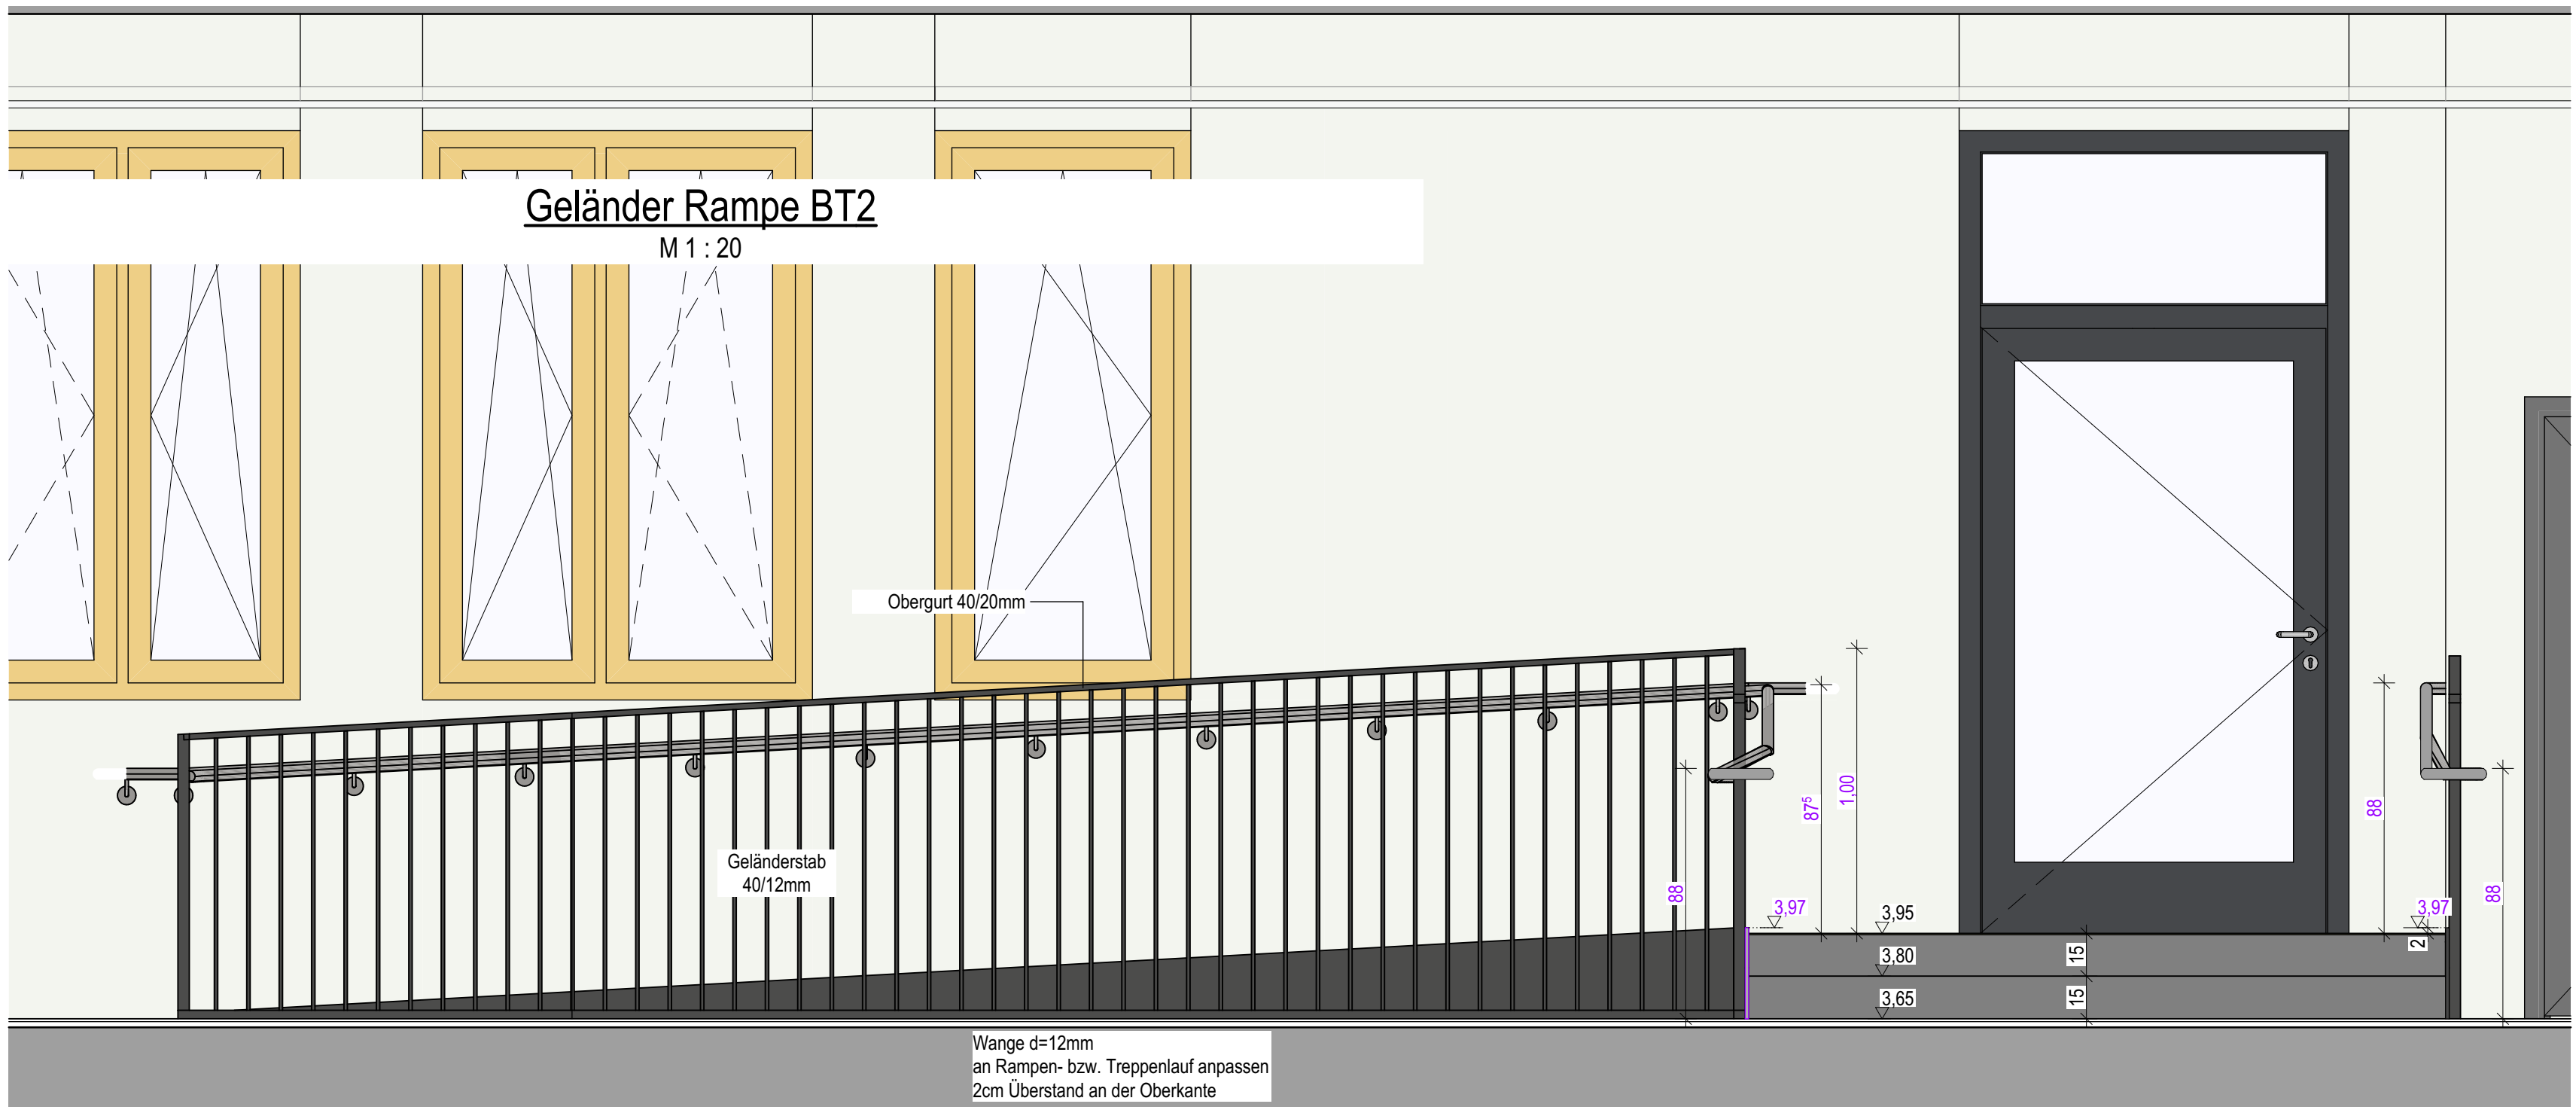 Geländer Rampe BT2
M 1 : 20
Obergurt 40/20mm
Geländerstab
40/12mm
88
87⁵
1,00
3,97
3,95
3,80
3,65
15
15
88
3,97
2
88
Wange d=12mm
an Rampen- bzw. Treppenlauf anpassen
2cm Überstand an der Oberkante